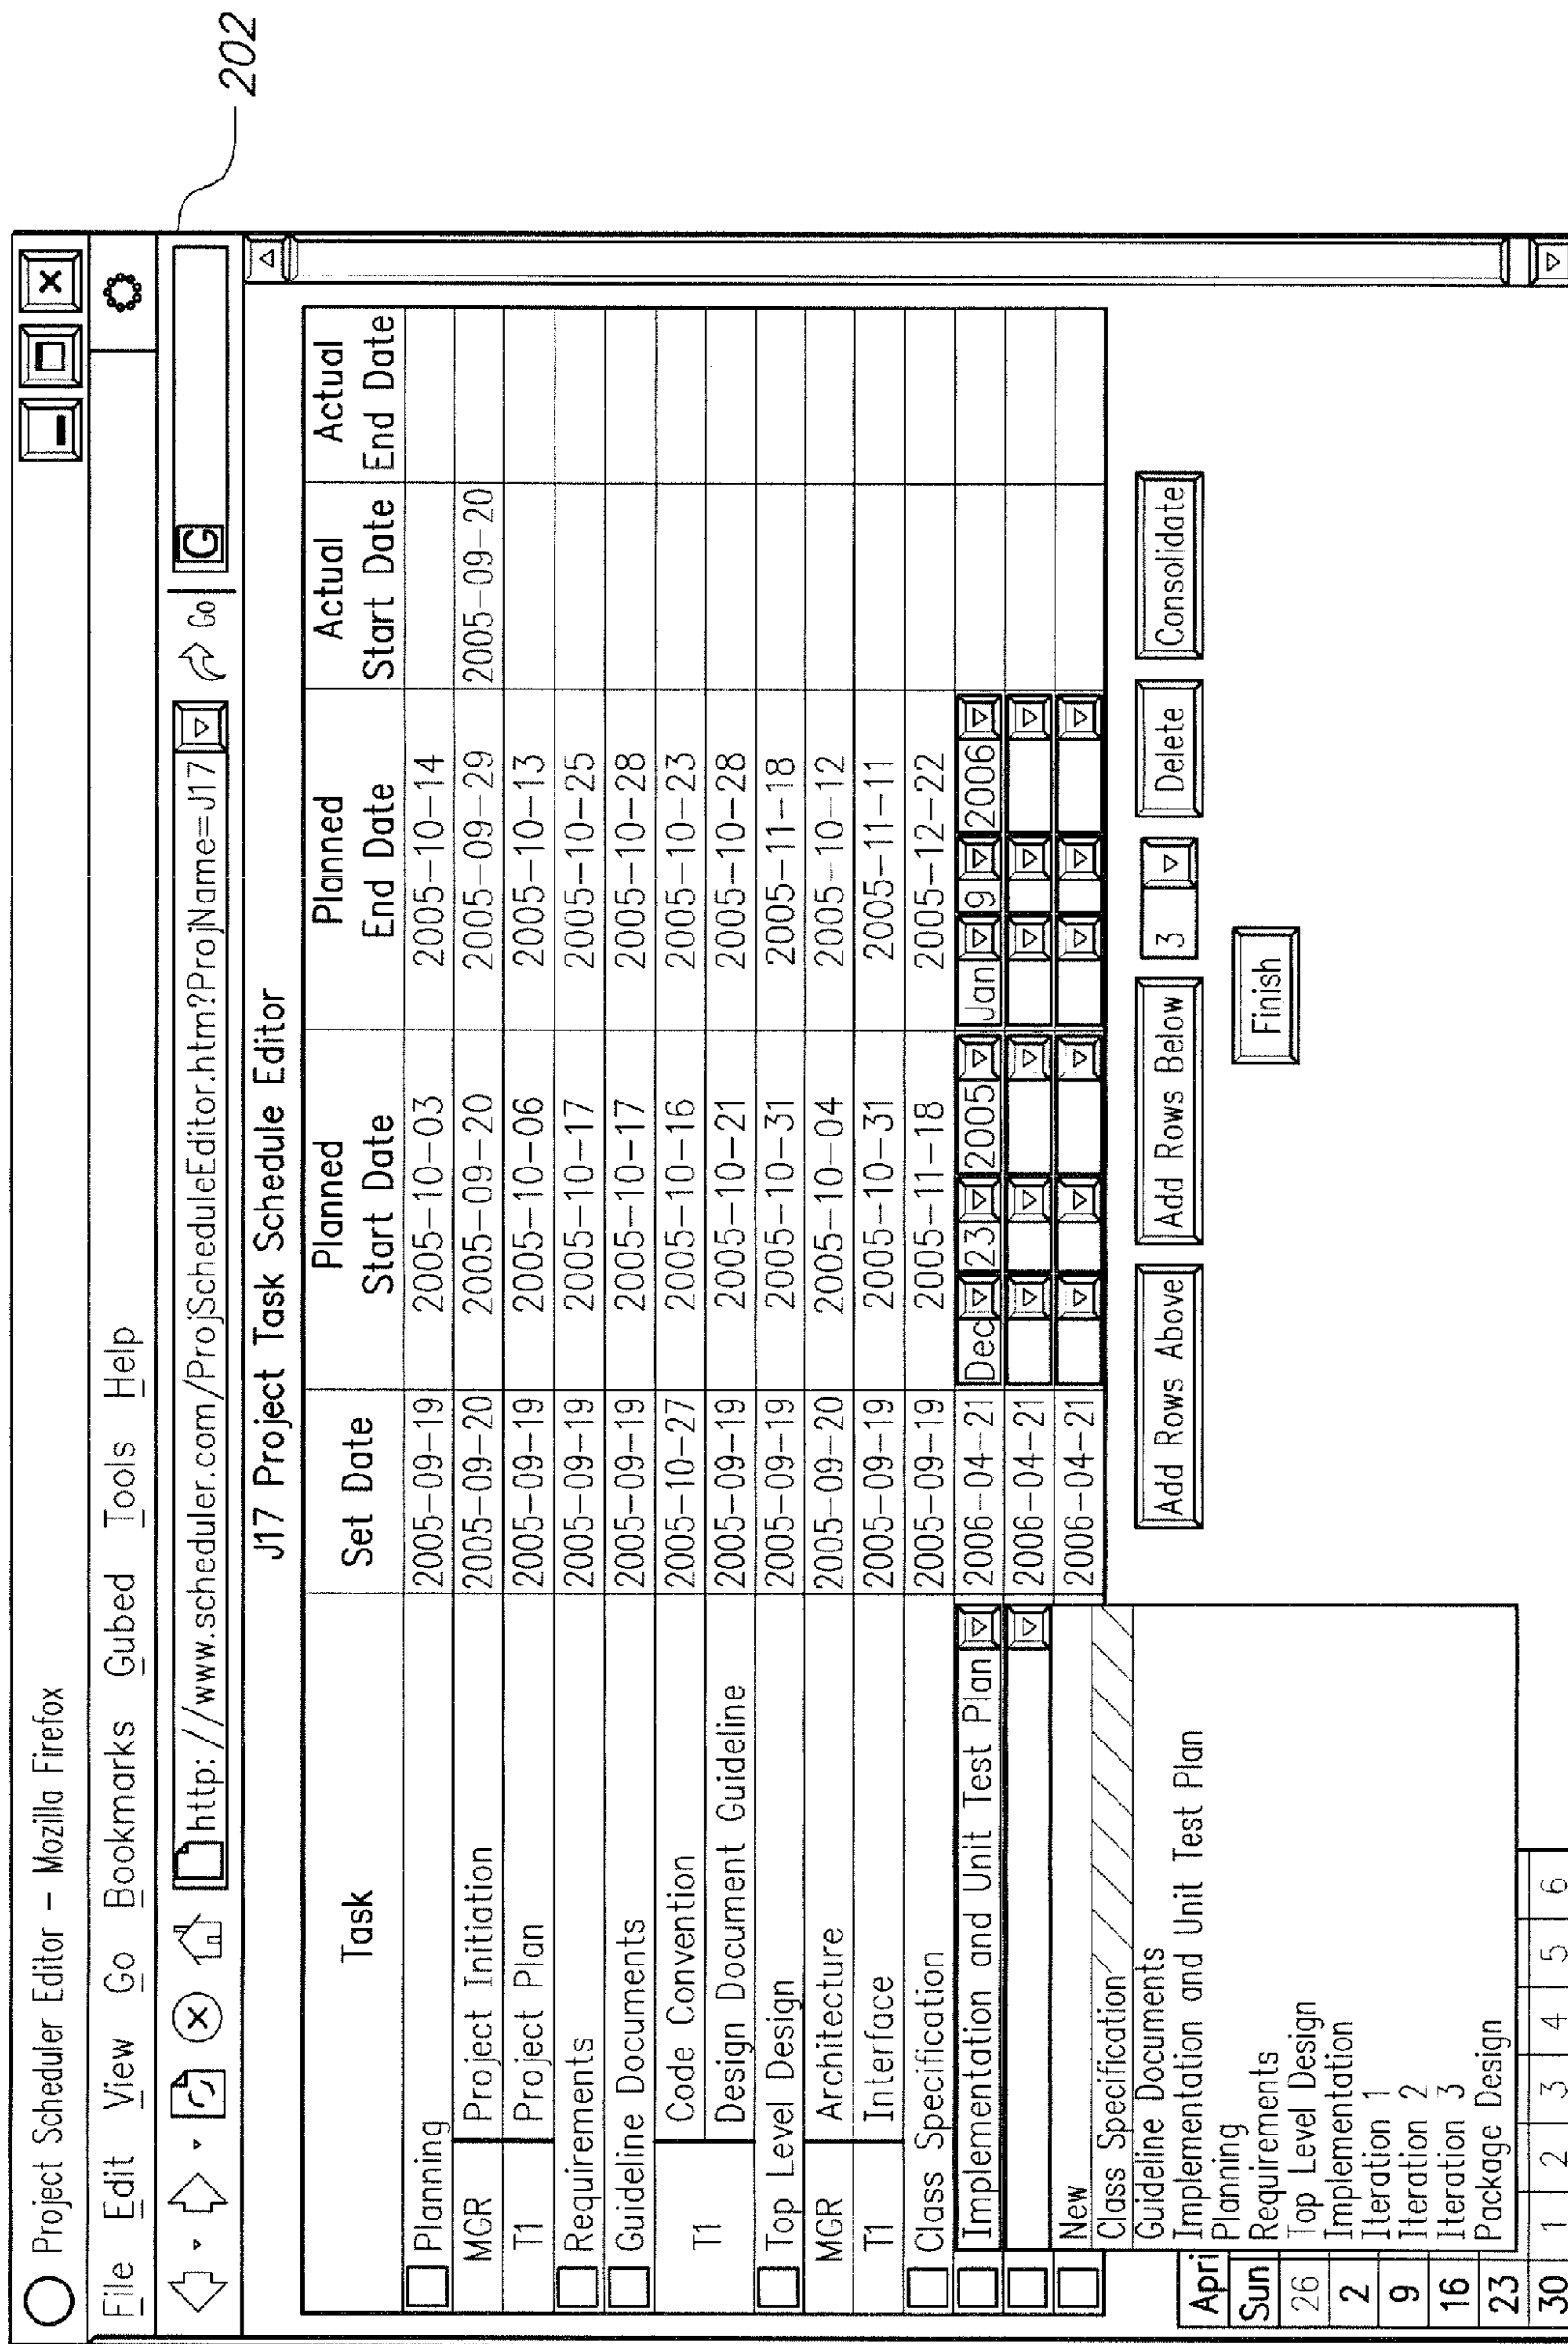 Project Scheduler Editor – Mozilla Firefox
File Edit View Go Bookmarks Gubed Tools Help
http://www.scheduler.com/ProjScheduleEditor.htm?ProjName=J17 Go G
202
J17 Project Task Schedule Editor
Task Set Date Planned Start Date Planned End Date Actual Start Date Actual End Date
Planning 2005-09-19 2005-10-03 2005-10-14
MGR Project Initiation 2005-09-20 2005-09-20 2005-09-29 2005-09-20
T1 Project Plan 2005-09-19 2005-10-06 2005-10-13
Requirements 2005-09-19 2005-10-17 2005-10-25
Guideline Documents 2005-09-19 2005-10-17 2005-10-28
T1 Code Convention 2005-10-27 2005-10-16 2005-10-23
Design Document Guideline 2005-09-19 2005-10-21 2005-10-28
Top Level Design 2005-09-19 2005-10-31 2005-11-18
MGR Architecture 2005-09-20 2005-10-04 2005-10-12
T1 Interface 2005-09-19 2005-10-31 2005-11-11
Class Specification 2005-09-19 2005-11-18 2005-12-22
Implementation and Unit Test Plan 2006-04-21 Dec 23 2005 Jan 9 2006
2006-04-21
New 2006-04-21
Class Specification
Guideline Documents
Implementation and Unit Test Plan
Planning
Requirements
Top Level Design
Implementation
Iteration 1
Iteration 2
Iteration 3
Package Design
Add Rows Above Add Rows Below 3 Delete Consolidate
Finish
Apri
Sun
26
2
9
16
23
30 1 2 3 4 5 6